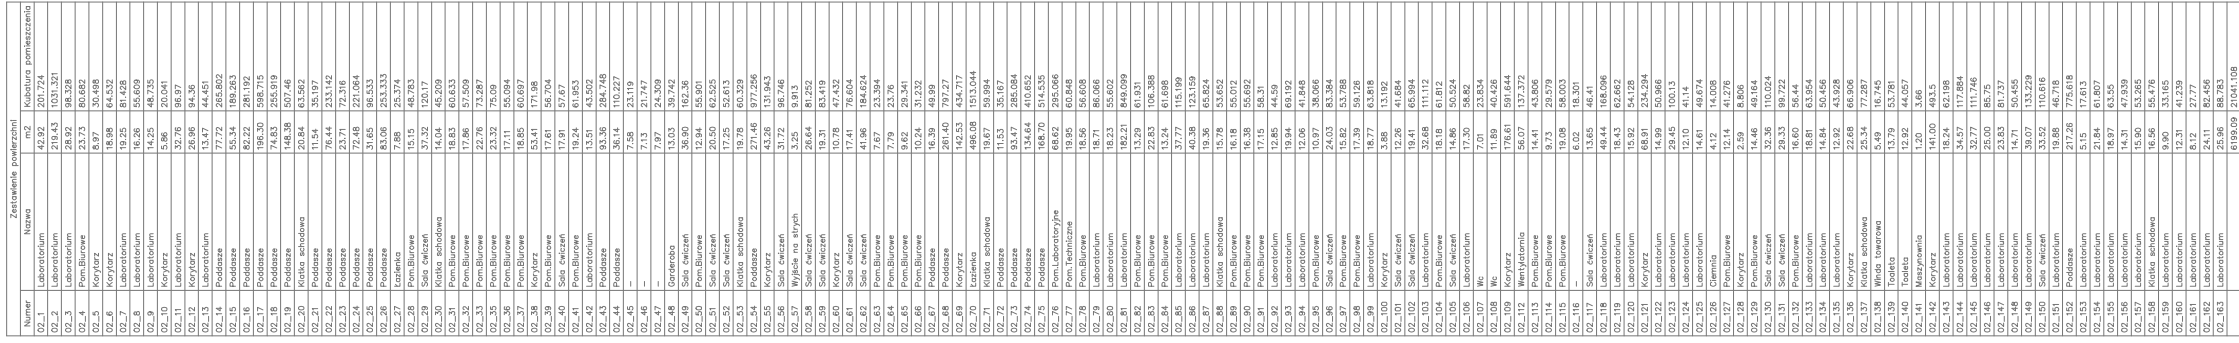 Zestawienie powierzchni
Numer Nazwa m2 Kubatura pomieszczenia
02_1 Laboratorium 42.92 201.724
02_2 Laboratorium 219.43 1031.321
02_3 Laboratorium 28.92 98.328
02_4 Pom.Biurowe 23.73 80.682
02_5 Korytarz 8.97 30.498
02_6 Korytarz 18.98 64.532
02_7 Laboratorium 19.25 81.428
02_8 Laboratorium 16.26 55.609
02_9 Laboratorium 14.25 48.735
02_10 Korytarz 5.86 20.041
02_11 Laboratorium 32.76 96.97
02_12 Korytarz 26.96 94.36
02_13 Laboratorium 13.47 44.451
02_14 Poddasze 77.72 265.802
02_15 Poddasze 55.34 189.263
02_16 Poddasze 82.22 281.192
02_17 Poddasze 196.30 598.715
02_18 Poddasze 74.83 255.919
02_19 Poddasze 148.38 507.46
02_20 Klatka schodowa 20.84 63.562
02_21 Poddasze 11.54 35.197
02_22 Poddasze 76.44 233.142
02_23 Poddasze 23.71 72.316
02_24 Poddasze 72.48 221.064
02_25 Poddasze 31.65 96.533
02_26 Poddasze 83.06 253.333
02_27 Łazienka 7.88 25.374
02_28 Pom.Biurowe 15.15 48.783
02_29 Sala ćwiczeń 37.32 120.17
02_30 Klatka schodowa 14.04 45.209
02_31 Pom.Biurowe 18.83 60.633
02_32 Pom.Biurowe 17.86 57.509
02_33 Pom.Biurowe 22.76 73.287
02_35 Pom.Biurowe 23.32 75.09
02_36 Pom.Biurowe 17.11 55.094
02_37 Pom.Biurowe 18.85 60.697
02_38 Korytarz 53.41 171.98
02_39 Pom.Biurowe 17.61 56.704
02_40 Sala ćwiczeń 17.91 57.67
02_41 Pom.Biurowe 19.24 61.953
02_42 Laboratorium 13.51 43.502
02_43 Poddasze 93.36 284.748
02_44 Poddasze 36.14 110.227
02_45 — 7.58 23.119
02_46 — 7.13 21.747
02_47 — 7.97 24.309
02_48 Garderoba 13.03 39.742
02_49 Sala ćwiczeń 36.90 162.36
02_50 Pom.Biurowe 12.94 55.901
02_51 Sala ćwiczeń 20.50 62.525
02_52 Sala ćwiczeń 17.25 52.613
02_53 Klatka schodowa 19.78 60.329
02_54 Poddasze 271.46 977.256
02_55 Korytarz 43.26 131.943
02_56 Sala ćwiczeń 31.72 96.746
02_57 Wyjście na strych 3.25 9.913
02_58 Sala ćwiczeń 26.64 81.252
02_59 Laboratorium 19.31 83.419
02_60 Korytarz 10.78 47.432
02_61 Sala ćwiczeń 17.41 76.604
02_62 Sala ćwiczeń 41.96 184.624
02_63 Pom.Biurowe 7.67 23.394
02_64 Pom.Biurowe 7.79 23.76
02_65 Pom.Biurowe 9.62 29.341
02_66 Pom.Biurowe 10.24 31.232
02_67 Poddasze 16.39 49.99
02_68 Poddasze 261.40 797.27
02_69 Korytarz 142.53 434.717
02_70 Łazienka 496.08 1513.044
02_71 Klatka schodowa 19.67 59.994
02_72 Poddasze 11.53 35.167
02_73 Poddasze 93.47 285.084
02_74 Poddasze 134.64 410.652
02_75 Poddasze 168.70 514.535
02_76 Pom.Laboratoryjne 68.62 295.066
02_77 Pom.Techniczne 19.95 60.848
02_78 Pom.Biurowe 18.56 56.608
02_79 Laboratorium 18.71 86.066
02_80 Laboratorium 18.23 55.602
02_81 Laboratorium 182.21 849.099
02_82 Pom.Biurowe 13.29 61.931
02_83 Pom.Biurowe 22.83 106.388
02_84 Pom.Biurowe 13.24 61.698
02_85 Laboratorium 37.77 115.199
02_86 Laboratorium 40.38 123.159
02_87 Pom.Biurowe 19.36 65.824
02_88 Klatka schodowa 15.78 53.652
02_89 Pom.Biurowe 16.18 55.012
02_90 Pom.Biurowe 16.38 55.692
02_91 Pom.Biurowe 17.15 58.31
02_92 Laboratorium 12.85 44.59
02_93 Laboratorium 19.94 69.192
02_94 Laboratorium 12.06 41.848
02_95 Pom.Biurowe 10.97 38.066
02_96 Sala ćwiczeń 24.03 83.384
02_97 Pom.Biurowe 15.82 53.788
02_98 Pom.Biurowe 17.39 59.126
02_99 Laboratorium 18.77 63.818
02_100 Korytarz 3.88 13.192
02_101 Sala ćwiczeń 12.26 41.684
02_102 Sala ćwiczeń 19.41 65.994
02_103 Laboratorium 32.68 111.112
02_104 Pom.Biurowe 18.18 61.812
02_105 Sala ćwiczeń 14.86 50.524
02_106 Laboratorium 17.30 58.82
02_107 Wc 7.01 23.834
02_108 Wc 11.89 40.426
02_109 Korytarz 176.61 591.644
02_112 Wentylatornia 56.07 137.372
02_113 Pom.Biurowe 14.41 43.806
02_114 Pom.Biurowe 9.73 29.579
02_115 Pom.Biurowe 19.08 58.003
02_116 — 6.02 18.301
02_117 Sala ćwiczeń 13.65 46.41
02_118 Laboratorium 49.44 168.096
02_119 Laboratorium 18.43 62.662
02_120 Laboratorium 15.92 54.128
02_121 Korytarz 68.91 234.294
02_122 Laboratorium 14.99 50.966
02_123 Laboratorium 29.45 100.13
02_124 Laboratorium 12.10 41.14
02_125 Laboratorium 14.61 49.674
02_126 Ciemnia 4.12 14.008
02_127 Pom.Biurowe 12.14 41.276
02_128 Korytarz 2.59 8.806
02_129 Pom.Biurowe 14.46 49.164
02_130 Sala ćwiczeń 32.36 110.024
02_131 Sala ćwiczeń 29.33 99.722
02_132 Pom.Biurowe 16.60 56.44
02_133 Laboratorium 18.81 63.954
02_134 Laboratorium 14.84 50.456
02_135 Laboratorium 12.92 43.928
02_136 Korytarz 22.68 66.906
02_137 Klatka schodowa 25.34 77.287
02_138 Winda towarowa 5.49 16.745
02_139 Toaleta 13.79 53.781
02_140 Toaleta 12.92 44.057
02_141 Maszynownia 1.20 3.66
02_142 Korytarz 141.00 493.5
02_143 Laboratorium 18.24 62.198
02_144 Laboratorium 34.57 117.884
02_145 Laboratorium 32.77 111.746
02_146 Laboratorium 25.00 85.75
02_147 Laboratorium 23.83 81.737
02_148 Laboratorium 14.71 50.455
02_149 Laboratorium 39.07 133.229
02_150 Sala ćwiczeń 33.52 110.616
02_151 Laboratorium 19.88 46.718
02_152 Poddasze 217.26 775.618
02_153 Laboratorium 5.15 17.613
02_154 Laboratorium 21.84 61.807
02_155 Laboratorium 18.97 63.55
02_156 Laboratorium 14.31 47.939
02_157 Laboratorium 15.90 53.265
02_158 Klatka schodowa 16.56 55.476
02_159 Laboratorium 9.90 33.165
02_160 Laboratorium 12.31 41.239
02_161 Laboratorium 8.12 27.77
02_162 Laboratorium 24.11 82.456
02_163 Laboratorium 25.96 88.783
6199.09 21041.108